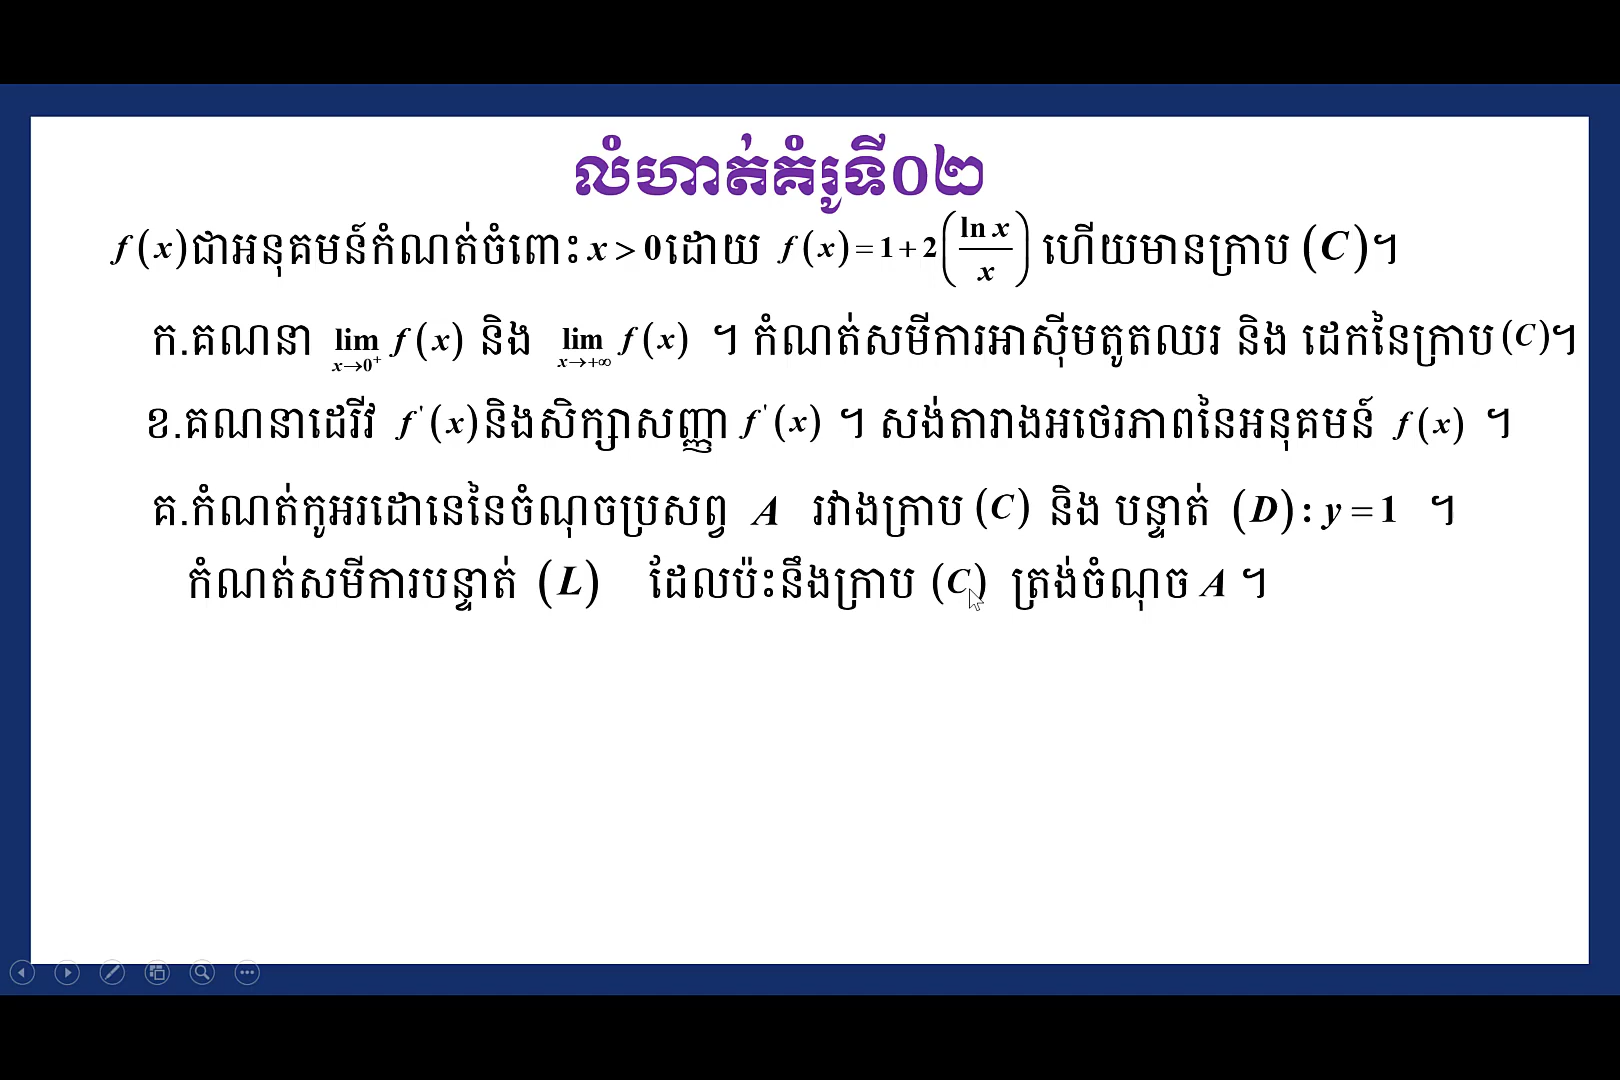 លំហាត់គំរូទី០២
f(x)ជាអនុគមន៍កំណត់ចំពោះ x > 0 ដោយ f(x) = 1 + 2(ln x / x) ហើយមានក្រាប (C)។
ក.គណនា lim x→0⁺ f(x) និង lim x→+∞ f(x) ។ កំណត់សមីការអាស៊ីមតូតឈរ និង ដេកនៃក្រាប (C)។
ខ.គណនាដេរីវ f'(x) និងសិក្សាសញ្ញា f'(x) ។ សង់តារាងអថេរភាពនៃអនុគមន៍ f(x) ។
គ.កំណត់កូអរដោនេនៃចំណុចប្រសព្វ A រវាងក្រាប (C) និង បន្ទាត់ (D): y = 1 ។
កំណត់សមីការបន្ទាត់ (L) ដែលប៉ះនឹងក្រាប (C) ត្រង់ចំណុច A ។